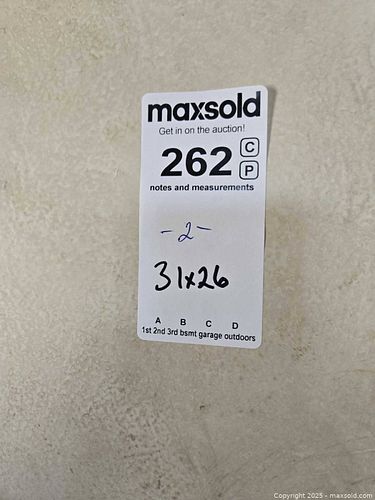 maxsold
Get in on the auction!
262 C
P
notes and measurements
-2-
31x26
A B C D
1st 2nd 3rd bsmt garage outdoors
Copyright 2025 - maxsold.com